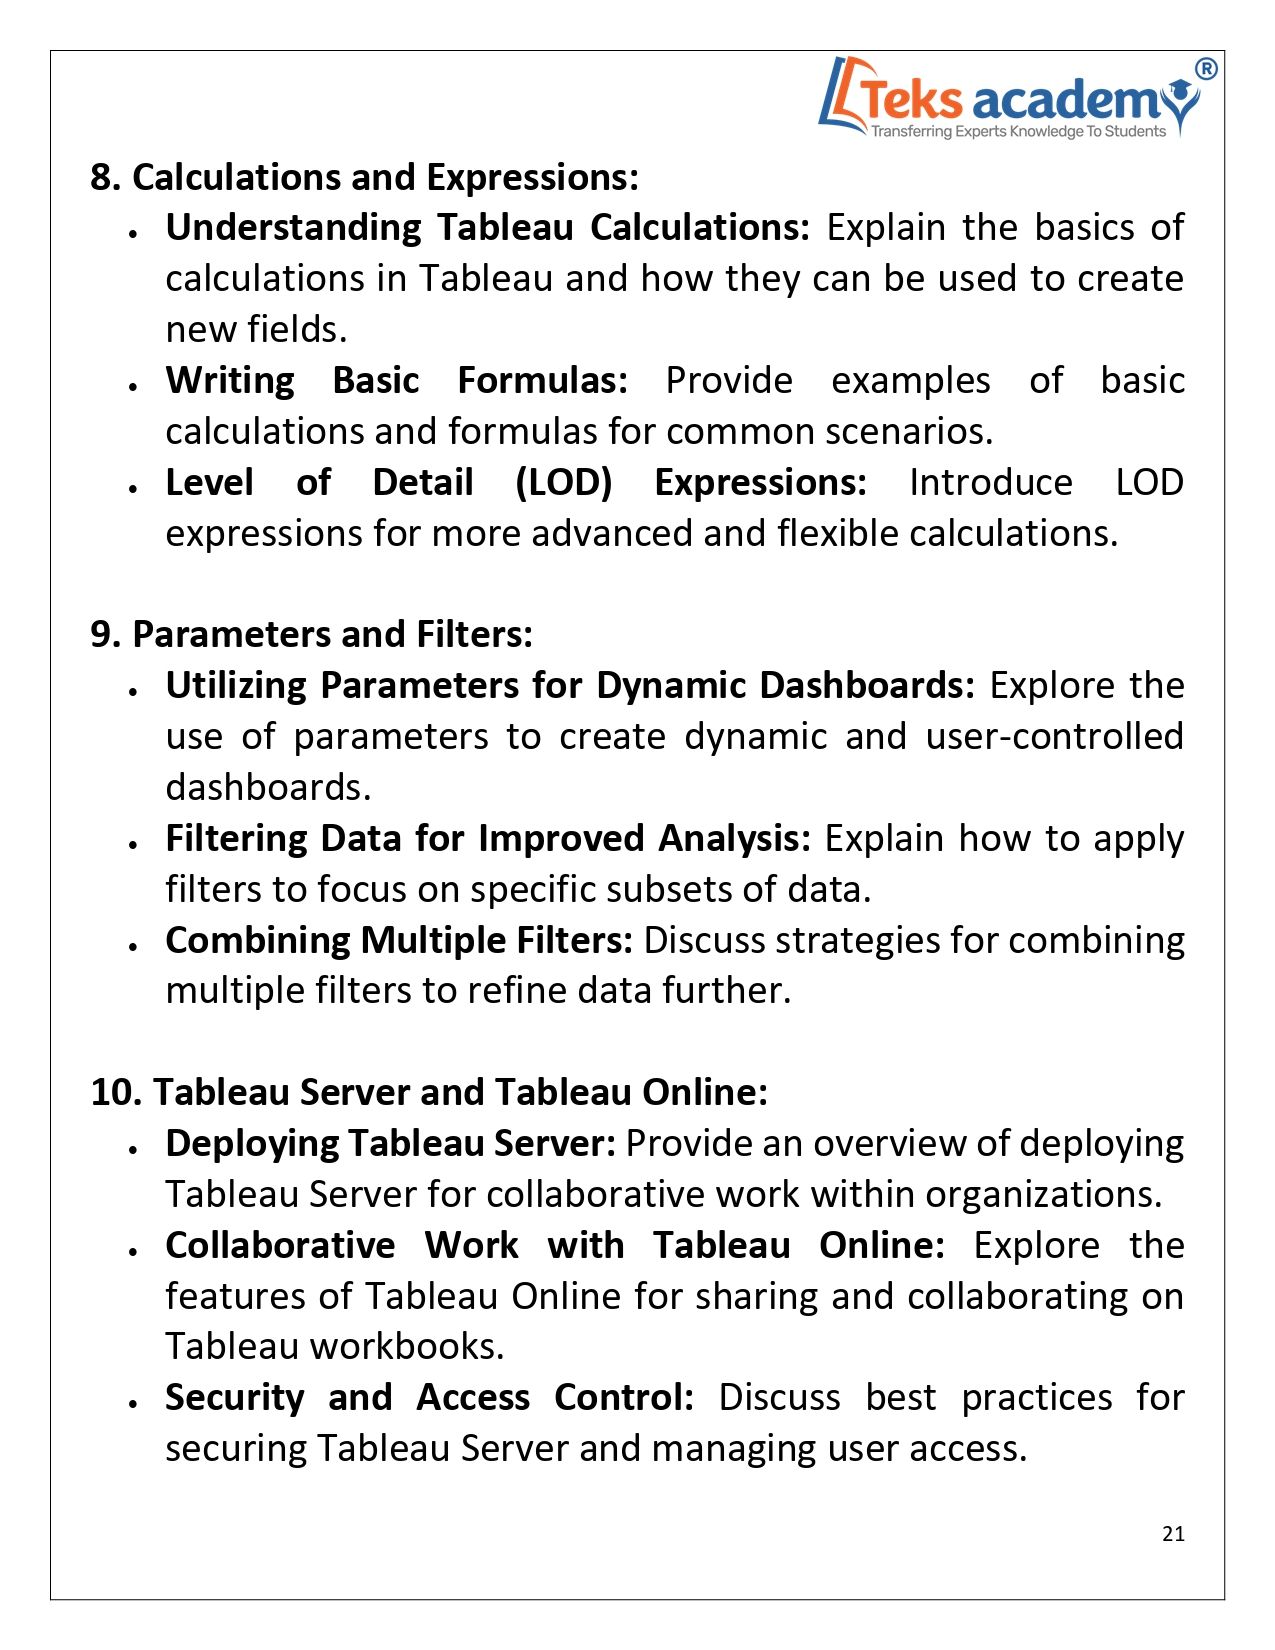 Teks academy®
Transferring Experts Knowledge To Students
8. Calculations and Expressions:
• Understanding Tableau Calculations: Explain the basics of
calculations in Tableau and how they can be used to create
new fields.
• Writing Basic Formulas: Provide examples of basic
calculations and formulas for common scenarios.
• Level of Detail (LOD) Expressions: Introduce LOD
expressions for more advanced and flexible calculations.
9. Parameters and Filters:
• Utilizing Parameters for Dynamic Dashboards: Explore the
use of parameters to create dynamic and user-controlled
dashboards.
• Filtering Data for Improved Analysis: Explain how to apply
filters to focus on specific subsets of data.
• Combining Multiple Filters: Discuss strategies for combining
multiple filters to refine data further.
10. Tableau Server and Tableau Online:
• Deploying Tableau Server: Provide an overview of deploying
Tableau Server for collaborative work within organizations.
• Collaborative Work with Tableau Online: Explore the
features of Tableau Online for sharing and collaborating on
Tableau workbooks.
• Security and Access Control: Discuss best practices for
securing Tableau Server and managing user access.
21